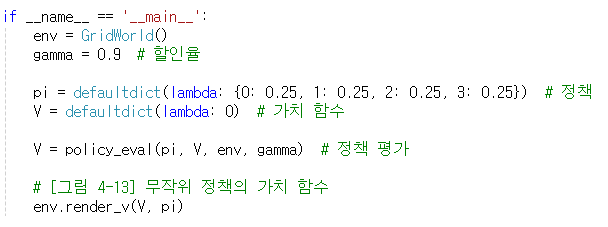 if __name__ == '__main__':
    env = GridWorld()
    gamma = 0.9  # 할인율
    pi = defaultdict(lambda: {0: 0.25, 1: 0.25, 2: 0.25, 3: 0.25})  # 정책
    V = defaultdict(lambda: 0)  # 가치 함수
    V = policy_eval(pi, V, env, gamma)  # 정책 평가
    # [그림 4-13] 무작위 정책의 가치 함수
    env.render_v(V, pi)